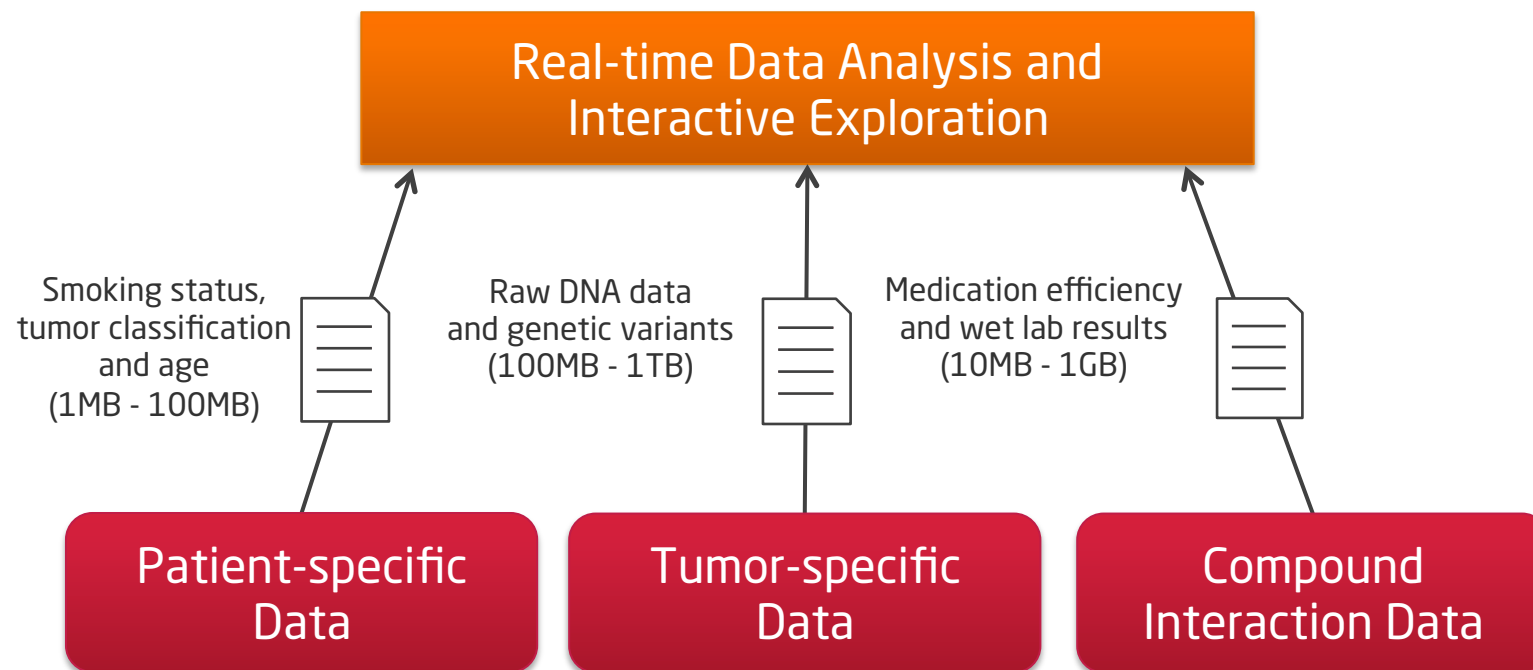 Real-time Data Analysis and
Interactive Exploration
Smoking status,
tumor classification
and age
(1MB - 100MB)
Raw DNA data
and genetic variants
(100MB - 1TB)
Medication efficiency
and wet lab results
(10MB - 1GB)
Patient-specific
Data
Tumor-specific
Data
Compound
Interaction Data